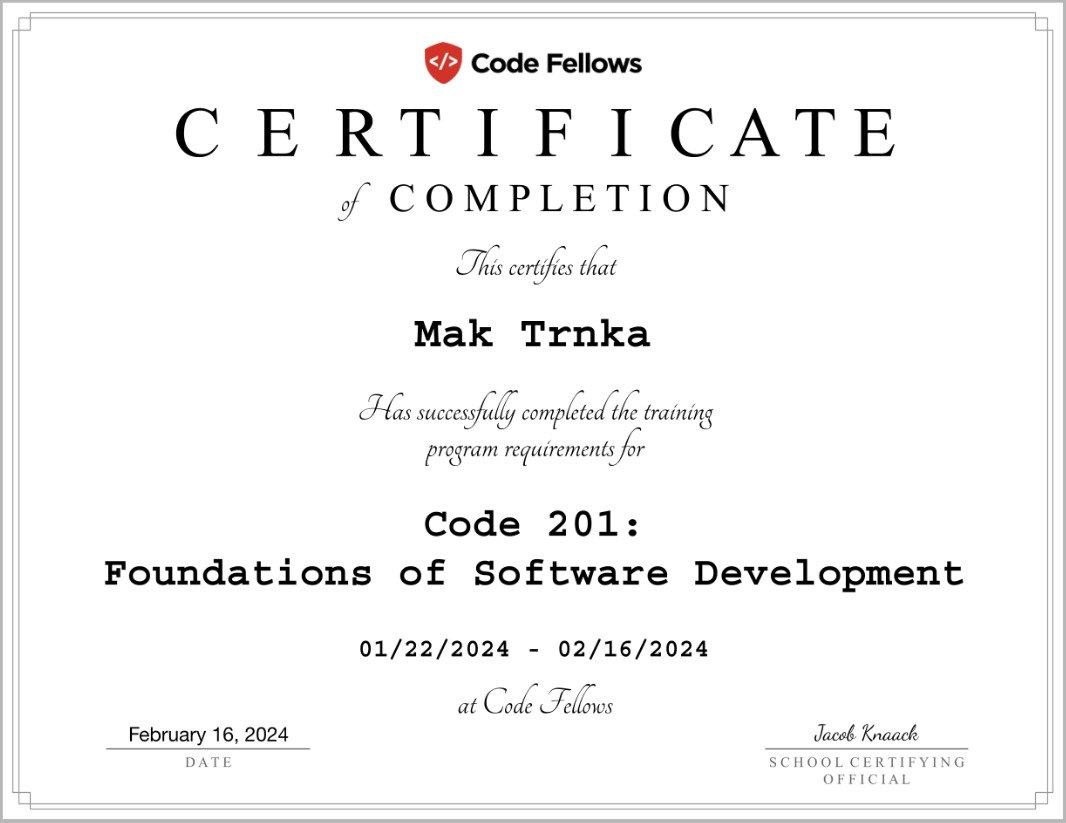 </> Code Fellows
CERTIFICATE
of COMPLETION
This certifies that
Mak Trnka
Has successfully completed the training
program requirements for
Code 201:
Foundations of Software Development
01/22/2024 - 02/16/2024
at Code Fellows
February 16, 2024
DATE
Jacob Knaack
SCHOOL CERTIFYING
OFFICIAL